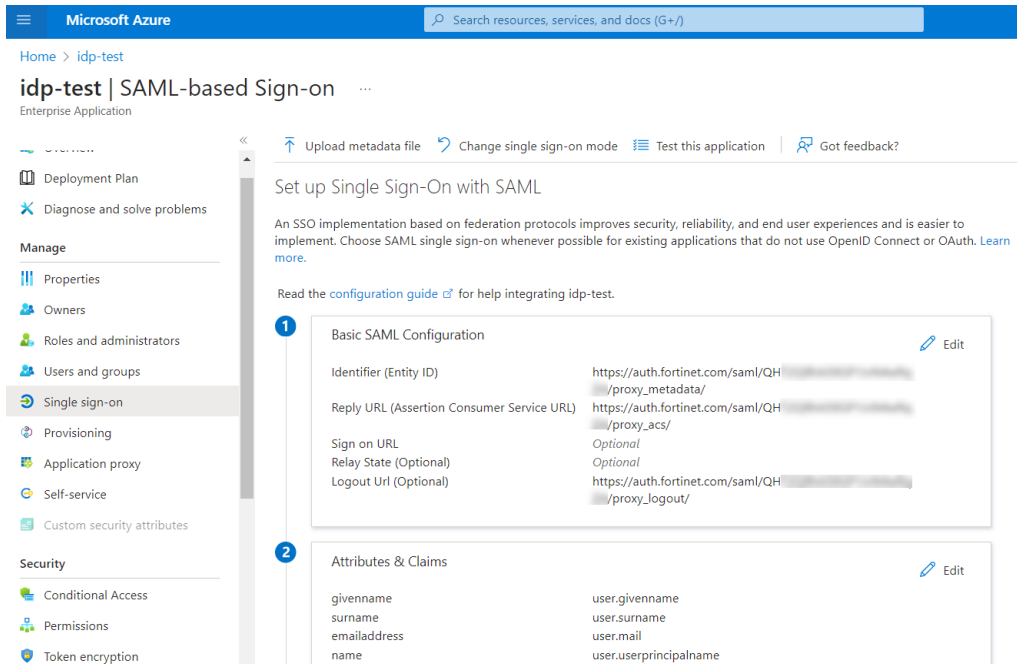 Microsoft Azure
Search resources, services, and docs (G+/)
Home > idp-test
idp-test | SAML-based Sign-on ...
Enterprise Application
«
Deployment Plan
Diagnose and solve problems
Manage
Properties
Owners
Roles and administrators
Users and groups
Single sign-on
Provisioning
Application proxy
Self-service
Custom security attributes
Security
Conditional Access
Permissions
Token encryption
Upload metadata file Change single sign-on mode Test this application Got feedback?
Set up Single Sign-On with SAML
An SSO implementation based on federation protocols improves security, reliability, and end user experiences and is easier to
implement. Choose SAML single sign-on whenever possible for existing applications that do not use OpenID Connect or OAuth. Learn
more.
Read the configuration guide for help integrating idp-test.
1
Basic SAML Configuration
Edit
Identifier (Entity ID) https://auth.fortinet.com/saml/QH
/proxy_metadata/
Reply URL (Assertion Consumer Service URL) https://auth.fortinet.com/saml/QH
/proxy_acs/
Sign on URL Optional
Relay State (Optional) Optional
Logout Url (Optional) https://auth.fortinet.com/saml/QH
/proxy_logout/
2
Attributes & Claims
Edit
givenname user.givenname
surname user.surname
emailaddress user.mail
name user.userprincipalname